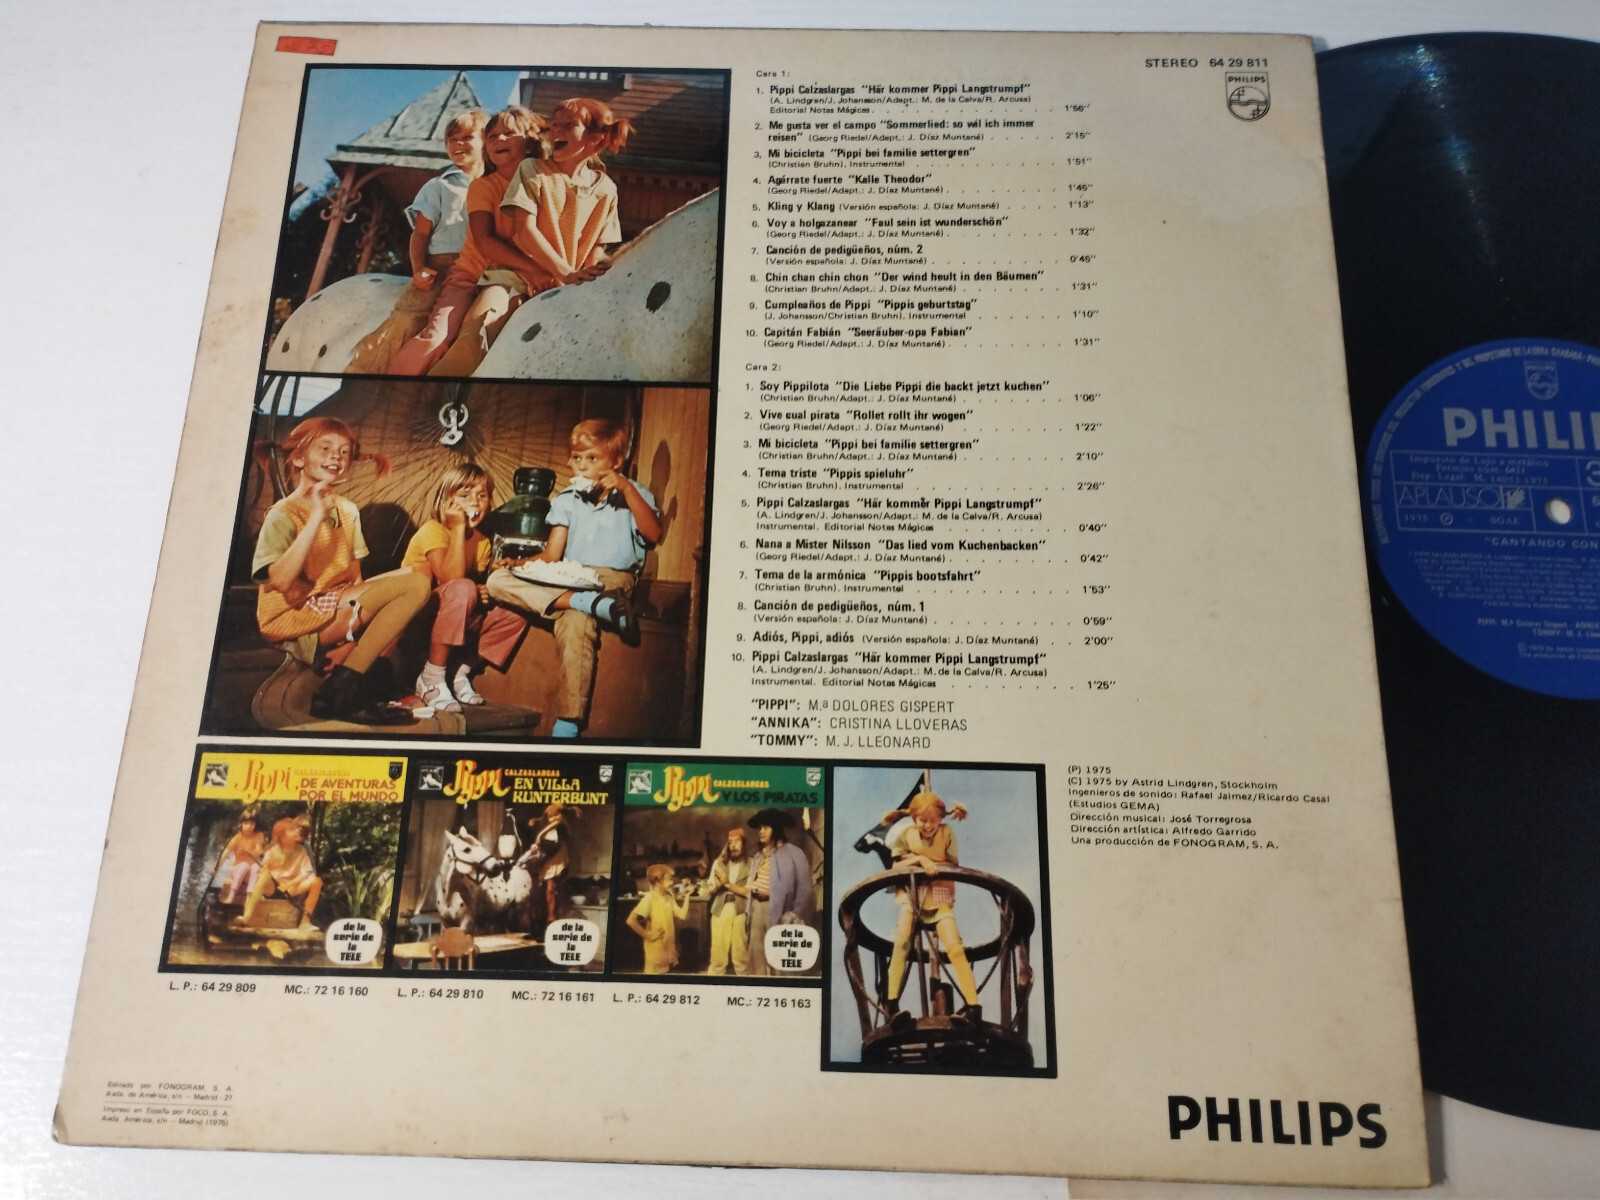 STEREO 64 29 811
PHILIPS
Cara 1:
1. Pippi Calzaslargas "Här kommer Pippi Langstrumpf"
(A. Lindgren/J. Johansson/Adapt.: M. de la Calva/R. Arcusa)
Editorial Notas Mágicas. 1'56"
2. Me gusta ver el campo "Sommerlied: so wil ich immer
reisen" (Georg Riedel/Adapt.: J. Díaz Muntané) 2'15"
3. Mi bicicleta "Pippi bei familie settergren"
(Christian Bruhn). Instrumental 1'51"
4. Agárrate fuerte "Kalle Theodor"
(Georg Riedel/Adapt.: J. Díaz Muntané) 1'45"
5. Kling y Klang (Versión española: J. Díaz Muntané) 1'13"
6. Voy a holgazanear "Faul sein ist wunderschön"
(Georg Riedel/Adapt.: J. Díaz Muntané) 1'32"
7. Canción de pedigüeños, núm. 2
(Versión española: J. Díaz Muntané) 0'45"
8. Chin chan chin chon "Der wind heult in den Bäumen"
(Christian Bruhn/Adapt.: J. Díaz Muntané) 1'31"
9. Cumpleaños de Pippi "Pippis geburtstag"
(J. Johansson/Christian Bruhn). Instrumental 1'10"
10. Capitán Fabián "Seeräuber-opa Fabian"
(Georg Riedel/Adapt.: J. Díaz Muntané) 1'31"
Cara 2:
1. Soy Pippilota "Die Liebe Pippi die backt jetzt kuchen"
(Christian Bruhn/Adapt.: J. Díaz Muntané) 1'06"
2. Vive cual pirata "Rollet rollt ihr wogen"
(Georg Riedel/Adapt.: J. Díaz Muntané) 1'22"
3. Mi bicicleta "Pippi bei familie settergren"
(Christian Bruhn/Adapt.: J. Díaz Muntané) 2'10"
4. Tema triste "Pippis spieluhr"
(Christian Bruhn). Instrumental 2'26"
5. Pippi Calzaslargas "Här kommer Pippi Langstrumpf"
(A. Lindgren/J. Johansson/Adapt.: M. de la Calva/R. Arcusa)
Instrumental. Editorial Notas Mágicas 0'40"
6. Nana a Mister Nilsson "Das lied vom Kuchenbacken"
(Georg Riedel/Adapt.: J. Díaz Muntané) 0'42"
7. Tema de la armónica "Pippis bootsfahrt"
(Christian Bruhn). Instrumental 1'53"
8. Canción de pedigüeños, núm. 1
(Versión española: J. Díaz Muntané) 0'59"
9. Adiós, Pippi, adiós (Versión española: J. Díaz Muntané) 2'00"
10. Pippi Calzaslargas "Här kommer Pippi Langstrumpf"
(A. Lindgren/J. Johansson/Adapt.: M. de la Calva/R. Arcusa)
Instrumental. Editorial Notas Mágicas 1'25"
"PIPPI": M.ª DOLORES GISPERT
"ANNIKA": CRISTINA LLOVERAS
"TOMMY": M. J. LLEONARD
(P) 1975
(C) 1975 by Astrid Lindgren, Stockholm
Ingenieros de sonido: Rafael Jaimez/Ricardo Casal
(Estudios GEMA)
Dirección musical: José Torregrosa
Dirección artística: Alfredo Garrido
Una producción de FONOGRAM, S. A.
Pippi CALZASLARGAS
DE AVENTURAS
POR EL MUNDO
de la
serie de
la
TELE
Pippi CALZASLARGAS
EN VILLA
KUNTERBUNT
de la
serie de
la
TELE
Pippi CALZASLARGAS
Y LOS PIRATAS
de la
serie de
la
TELE
L. P.: 64 29 809 MC.: 72 16 160
L. P.: 64 29 810 MC.: 72 16 161
L. P.: 64 29 812 MC.: 72 16 163
Editado por FONOGRAM, S. A.
Avda. de América, s/n - Madrid - 27
Impreso en España por FOCO, S. A.
Avda. América, s/n - Madrid (1975)
PHILIPS
PHILI
Impuesto de Lujo a metálico
Permiso núm. 6021
Dep. Legal: M. 14051-1975
APLAUSO
1975 Ⓟ - SGAE
"CANTANDO CON
PIPPI: M.ª Dolores Gispert -
TOMMY: M. J.